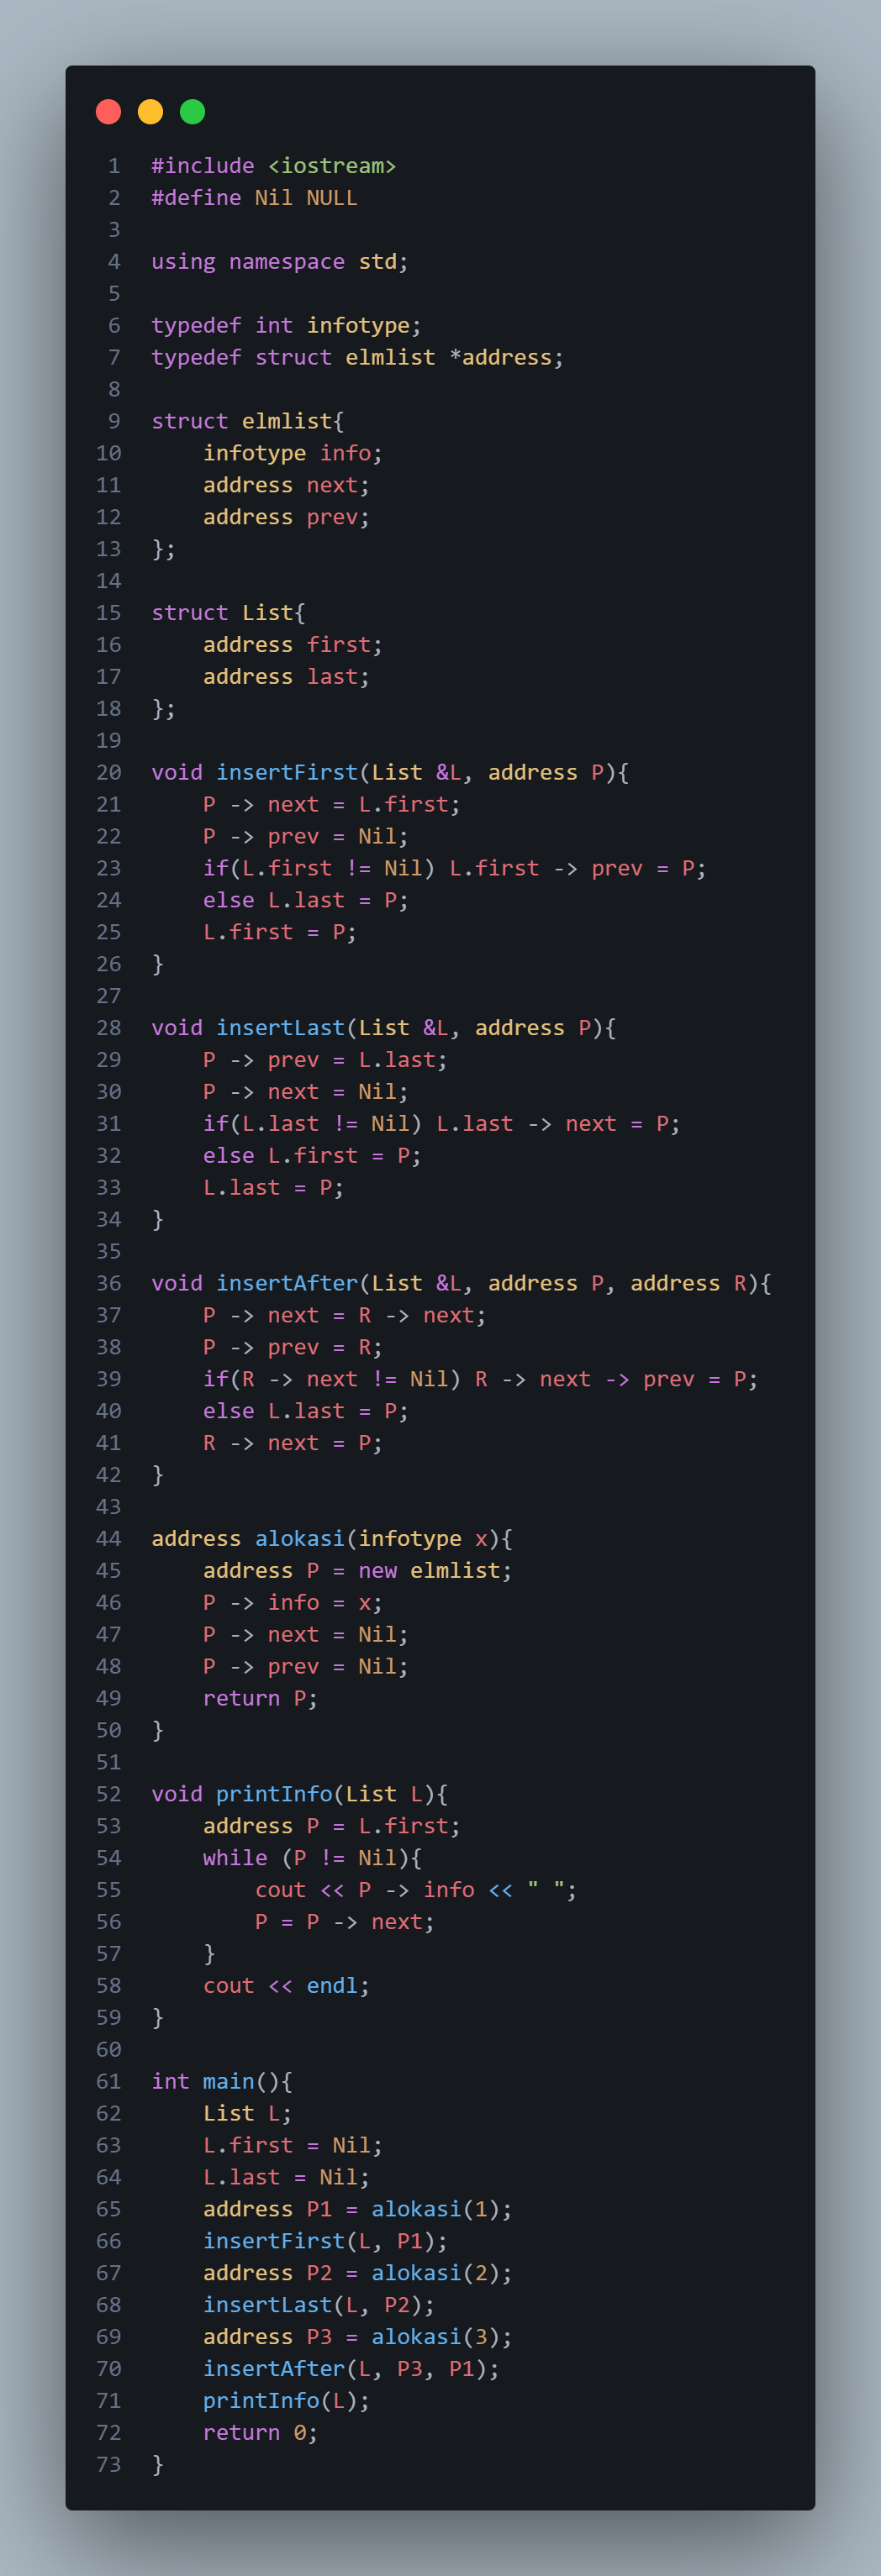 1 #include <iostream>
2 #define Nil NULL
3
4 using namespace std;
5
6 typedef int infotype;
7 typedef struct elmlist *address;
8
9 struct elmlist{
10     infotype info;
11     address next;
12     address prev;
13 };
14
15 struct List{
16     address first;
17     address last;
18 };
19
20 void insertFirst(List &L, address P){
21     P -> next = L.first;
22     P -> prev = Nil;
23     if(L.first != Nil) L.first -> prev = P;
24     else L.last = P;
25     L.first = P;
26 }
27
28 void insertLast(List &L, address P){
29     P -> prev = L.last;
30     P -> next = Nil;
31     if(L.last != Nil) L.last -> next = P;
32     else L.first = P;
33     L.last = P;
34 }
35
36 void insertAfter(List &L, address P, address R){
37     P -> next = R -> next;
38     P -> prev = R;
39     if(R -> next != Nil) R -> next -> prev = P;
40     else L.last = P;
41     R -> next = P;
42 }
43
44 address alokasi(infotype x){
45     address P = new elmlist;
46     P -> info = x;
47     P -> next = Nil;
48     P -> prev = Nil;
49     return P;
50 }
51
52 void printInfo(List L){
53     address P = L.first;
54     while (P != Nil){
55         cout << P -> info << " ";
56         P = P -> next;
57     }
58     cout << endl;
59 }
60
61 int main(){
62     List L;
63     L.first = Nil;
64     L.last = Nil;
65     address P1 = alokasi(1);
66     insertFirst(L, P1);
67     address P2 = alokasi(2);
68     insertLast(L, P2);
69     address P3 = alokasi(3);
70     insertAfter(L, P3, P1);
71     printInfo(L);
72     return 0;
73 }